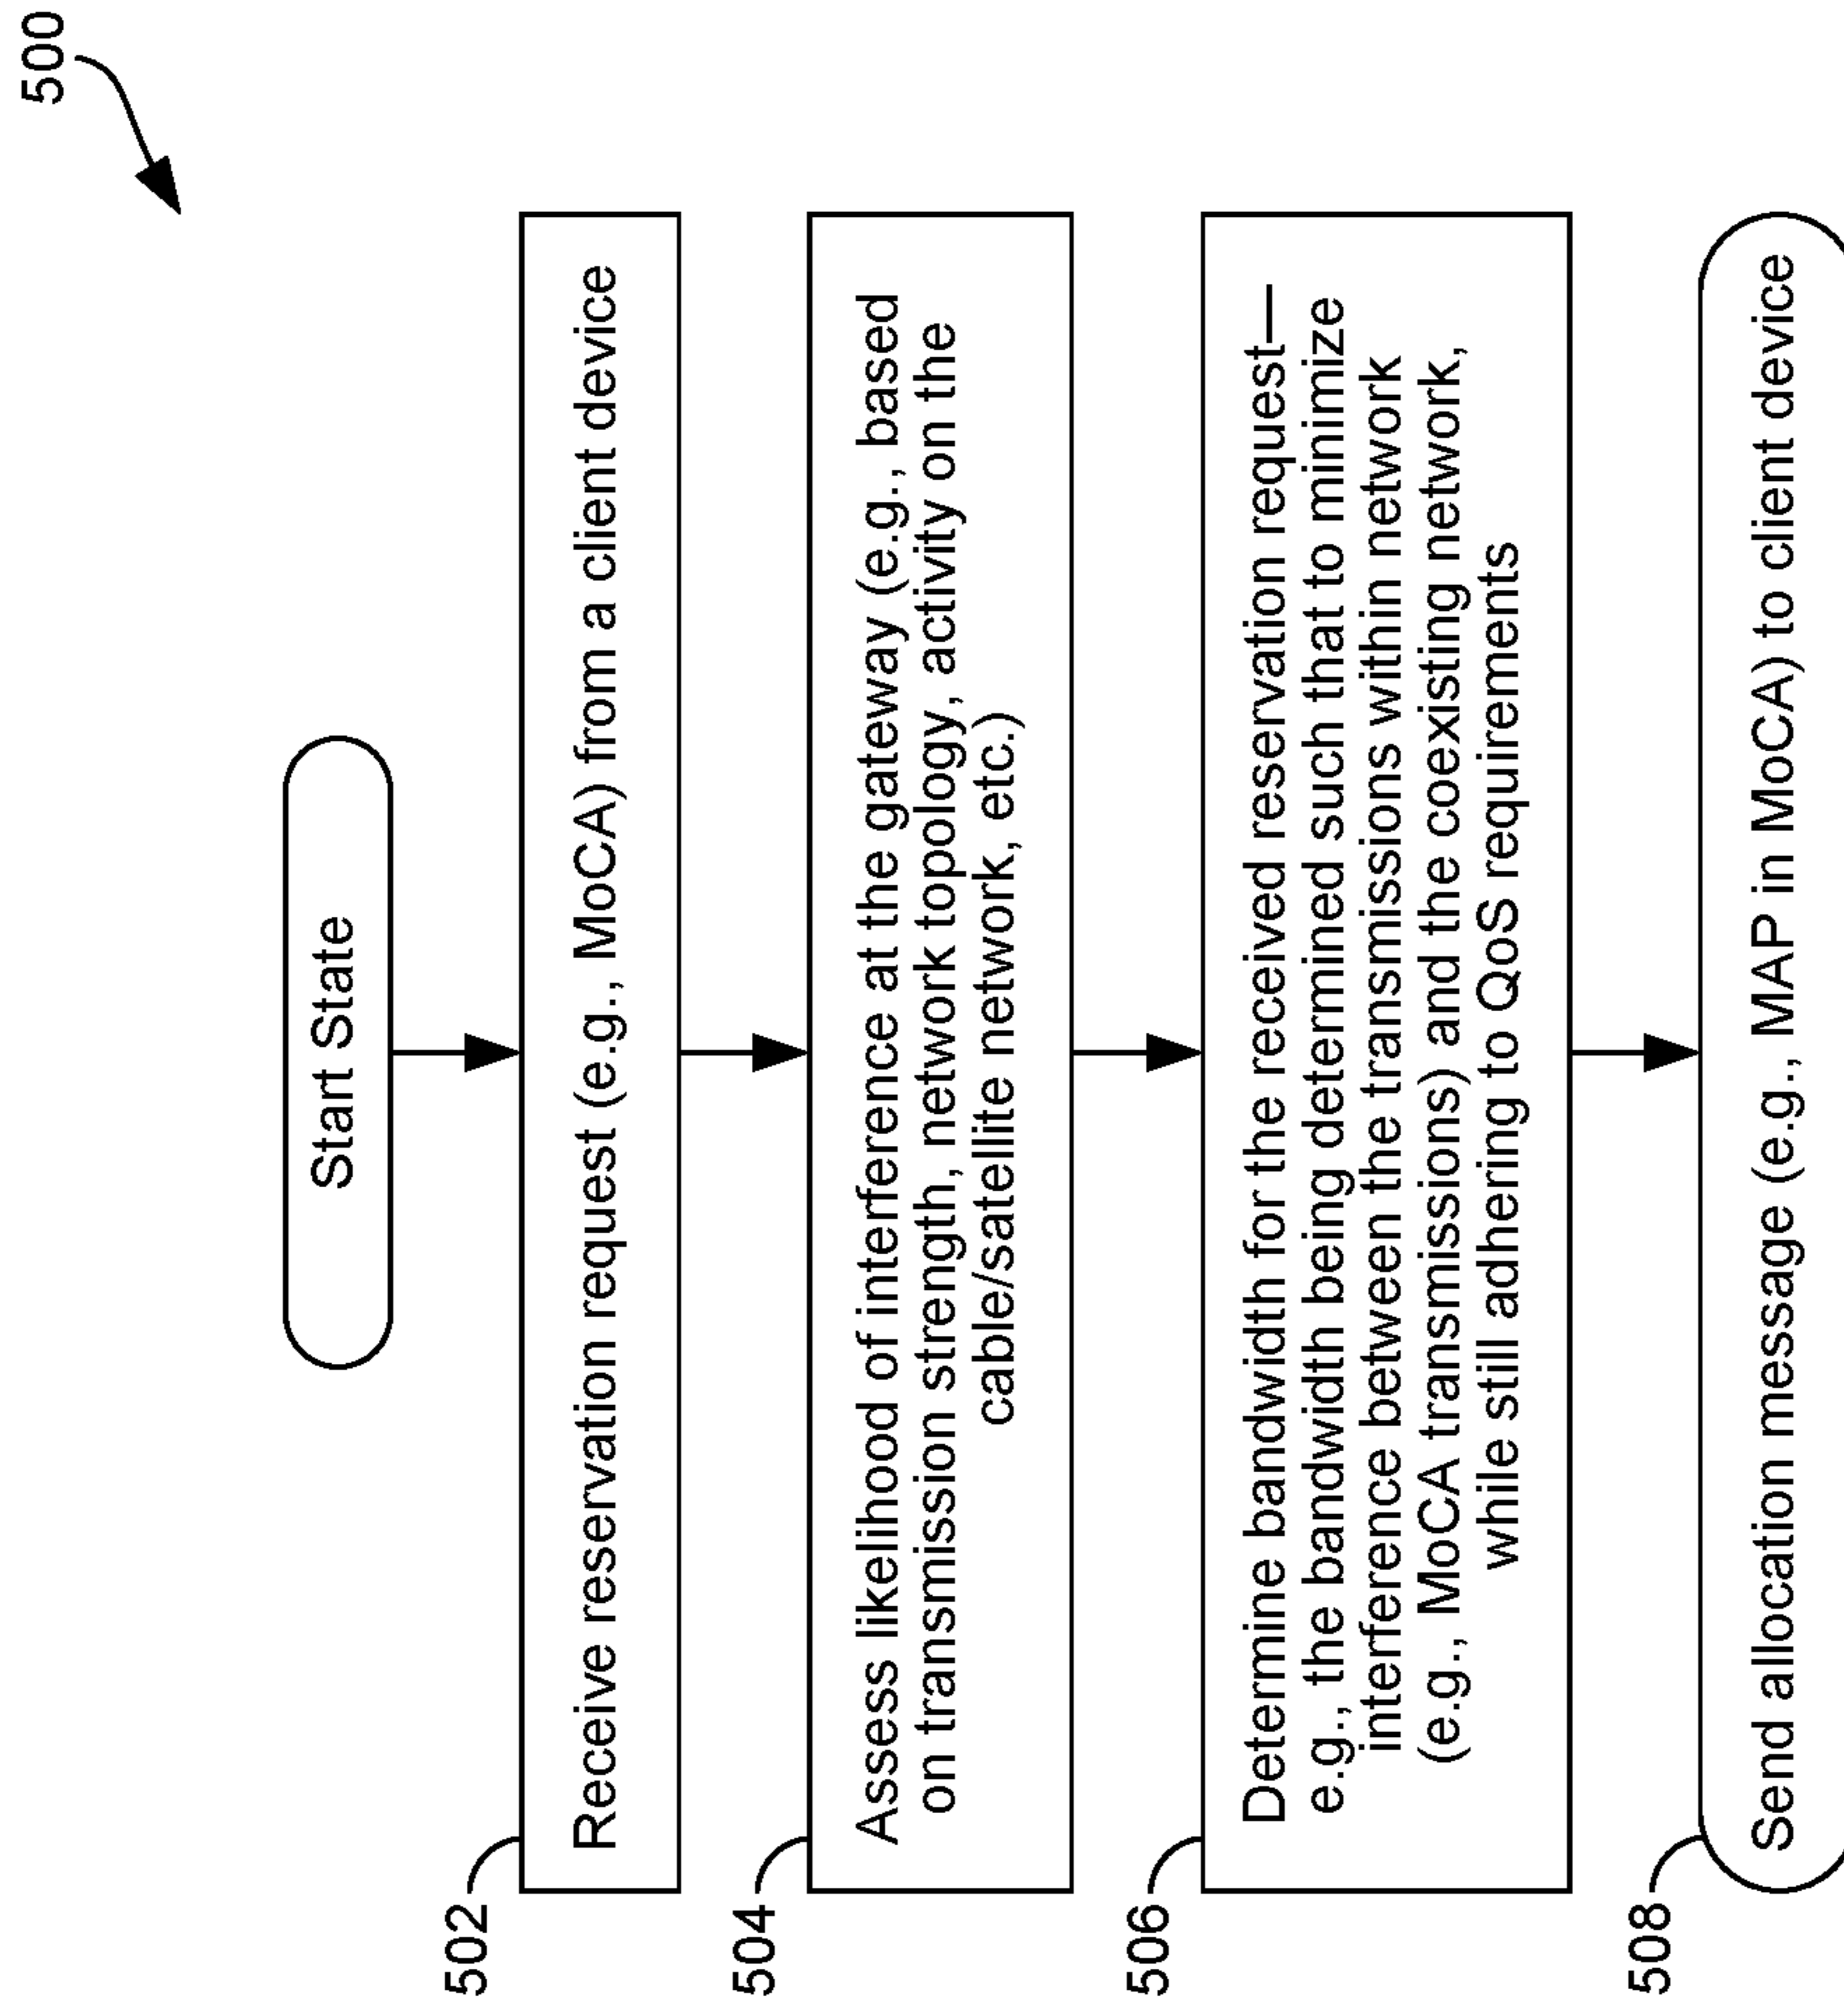 500
Start State
502
Receive reservation request (e.g., MoCA) from a client device
504
Assess likelihood of interference at the gateway (e.g., based
on transmission strength, network topology, activity on the
cable/satellite network, etc.)
506
Determine bandwidth for the received reservation request—
e.g., the bandwidth being determined such that to minimize
interference between the transmissions within network
(e.g., MoCA transmissions) and the coexisting network,
while still adhering to QoS requirements
508
Send allocation message (e.g., MAP in MoCA) to client device